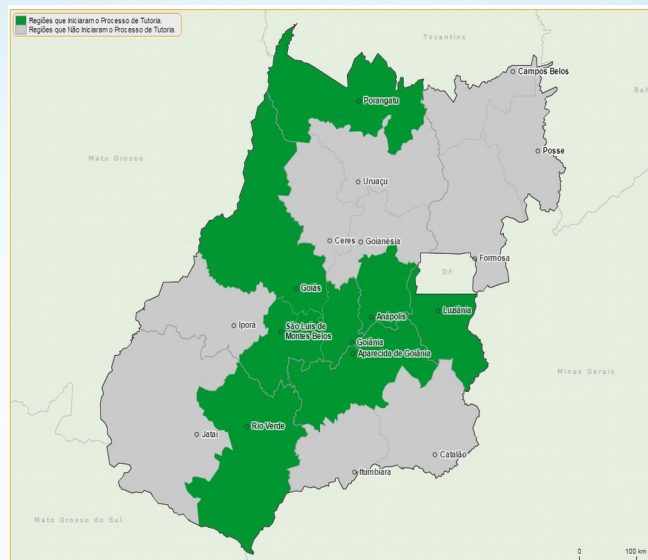 Regiões que Iniciaram o Processo de Tutoria.
Regiões que Não Iniciaram o Processo de Tutoria.
Tocantins
Campos Belos
Bah
Porangatu
Posse
Mato Grosso
Uruaçu
Ceres
Goianésia
Formosa
DF
Goiás
Luziânia
Anápolis
Iporá
São Luís de
Montes Belos
Goiânia
Aparecida de Goiânia
Minas Gerais
Rio Verde
Jataí
Catalão
Itumbiara
Mato Grosso do Sul
0 100 km